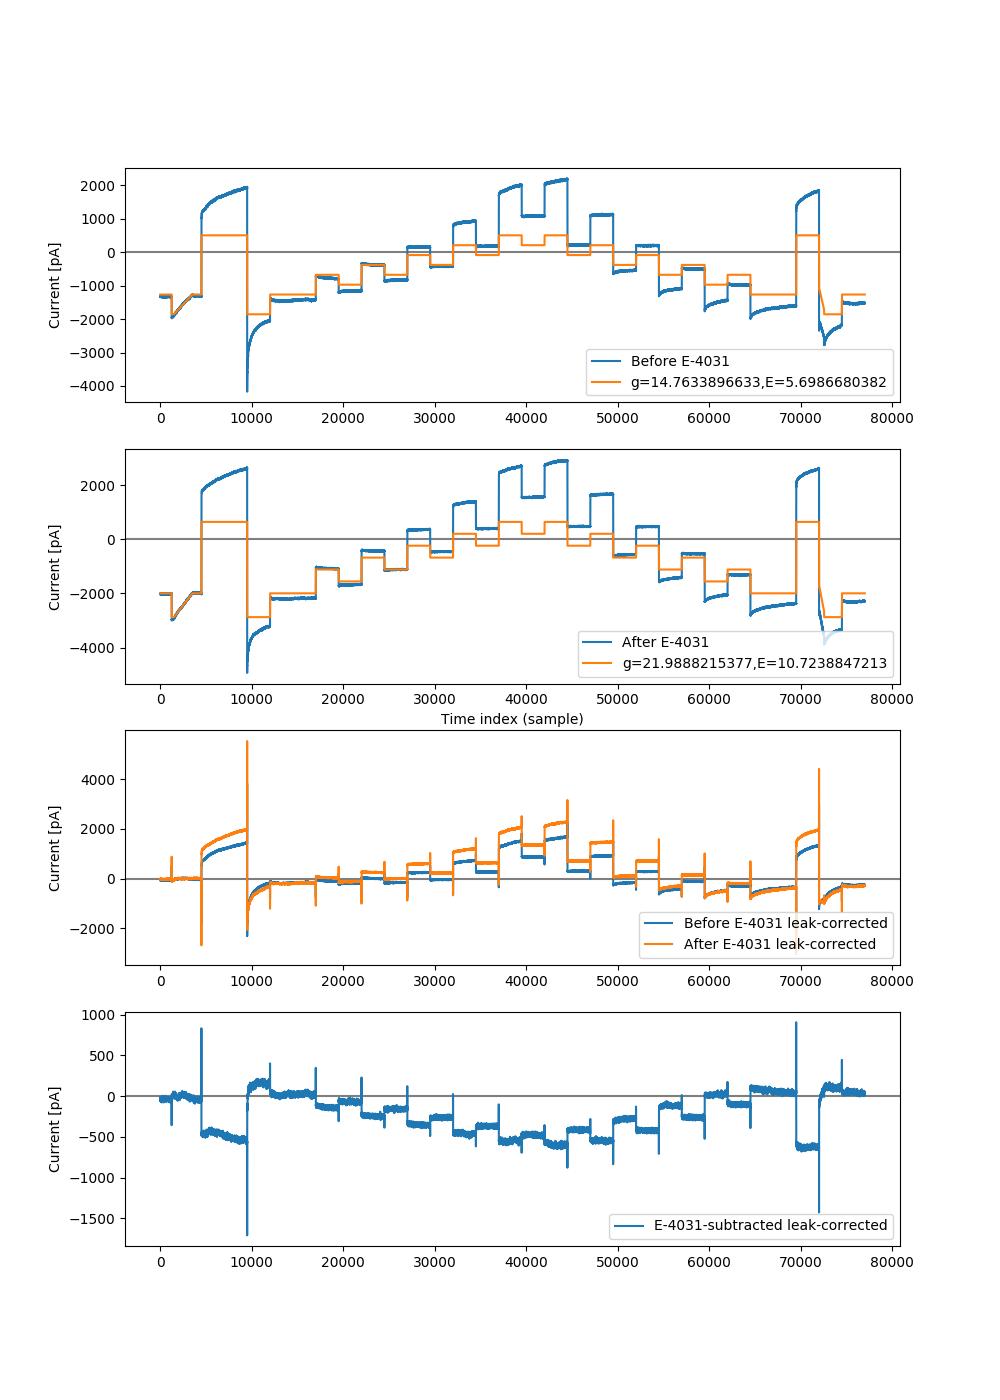 2000
1000
0
−1000
−2000
−3000
−4000
Current [pA]
Before E-4031
g=14.7633896633,E=5.6986680382
0 10000 20000 30000 40000 50000 60000 70000 80000
2000
0
−2000
−4000
Current [pA]
After E-4031
g=21.9888215377,E=10.7238847213
0 10000 20000 30000 40000 50000 60000 70000 80000
Time index (sample)
4000
2000
0
−2000
Current [pA]
Before E-4031 leak-corrected
After E-4031 leak-corrected
0 10000 20000 30000 40000 50000 60000 70000 80000
1000
500
0
−500
−1000
−1500
Current [pA]
E-4031-subtracted leak-corrected
0 10000 20000 30000 40000 50000 60000 70000 80000